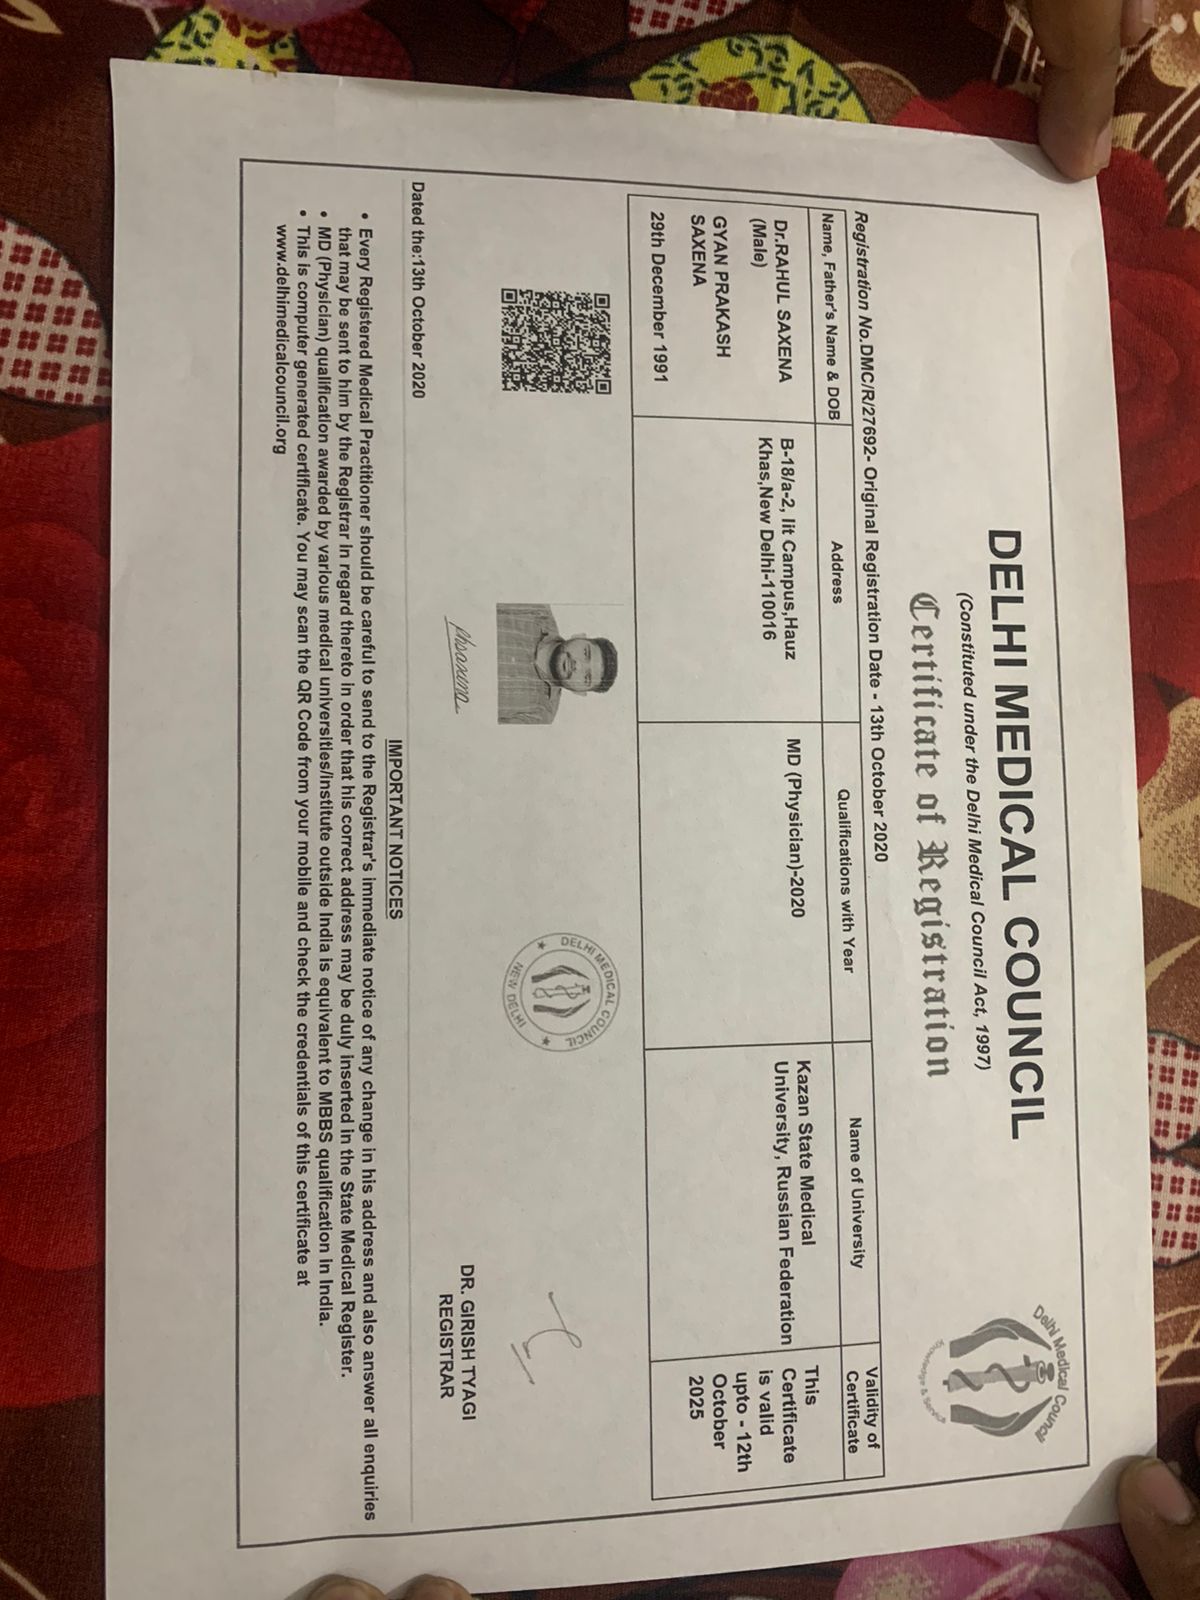 DELHI MEDICAL COUNCIL
(Constituted under the Delhi Medical Council Act, 1997)
Certificate of Registration
Delhi Medical Council
Knowledge & Service
Registration No.DMC/R/27692- Original Registration Date - 13th October 2020
Name, Father's Name & DOB
Address
Qualifications with Year
Name of University
Validity of
Certificate
Dr.RAHUL SAXENA
(Male)
GYAN PRAKASH
SAXENA
29th December 1991
B-18/a-2, Iit Campus,Hauz
Khas,New Delhi-110016
MD (Physician)-2020
Kazan State Medical
University, Russian Federation
This
Certificate
is valid
upto - 12th
October
2025
DELHI MEDICAL COUNCIL
NEW DELHI
Dated the:13th October 2020
DR. GIRISH TYAGI
REGISTRAR
IMPORTANT NOTICES
• Every Registered Medical Practitioner should be careful to send to the Registrar's immediate notice of any change in his address and also answer all enquiries
that may be sent to him by the Registrar in regard thereto in order that his correct address may be duly inserted in the State Medical Register.
• MD (Physician) qualification awarded by various medical universities/institute outside India is equivalent to MBBS qualification in India.
• This is computer generated certificate. You may scan the QR Code from your mobile and check the credentials of this certificate at
www.delhimedicalcouncil.org